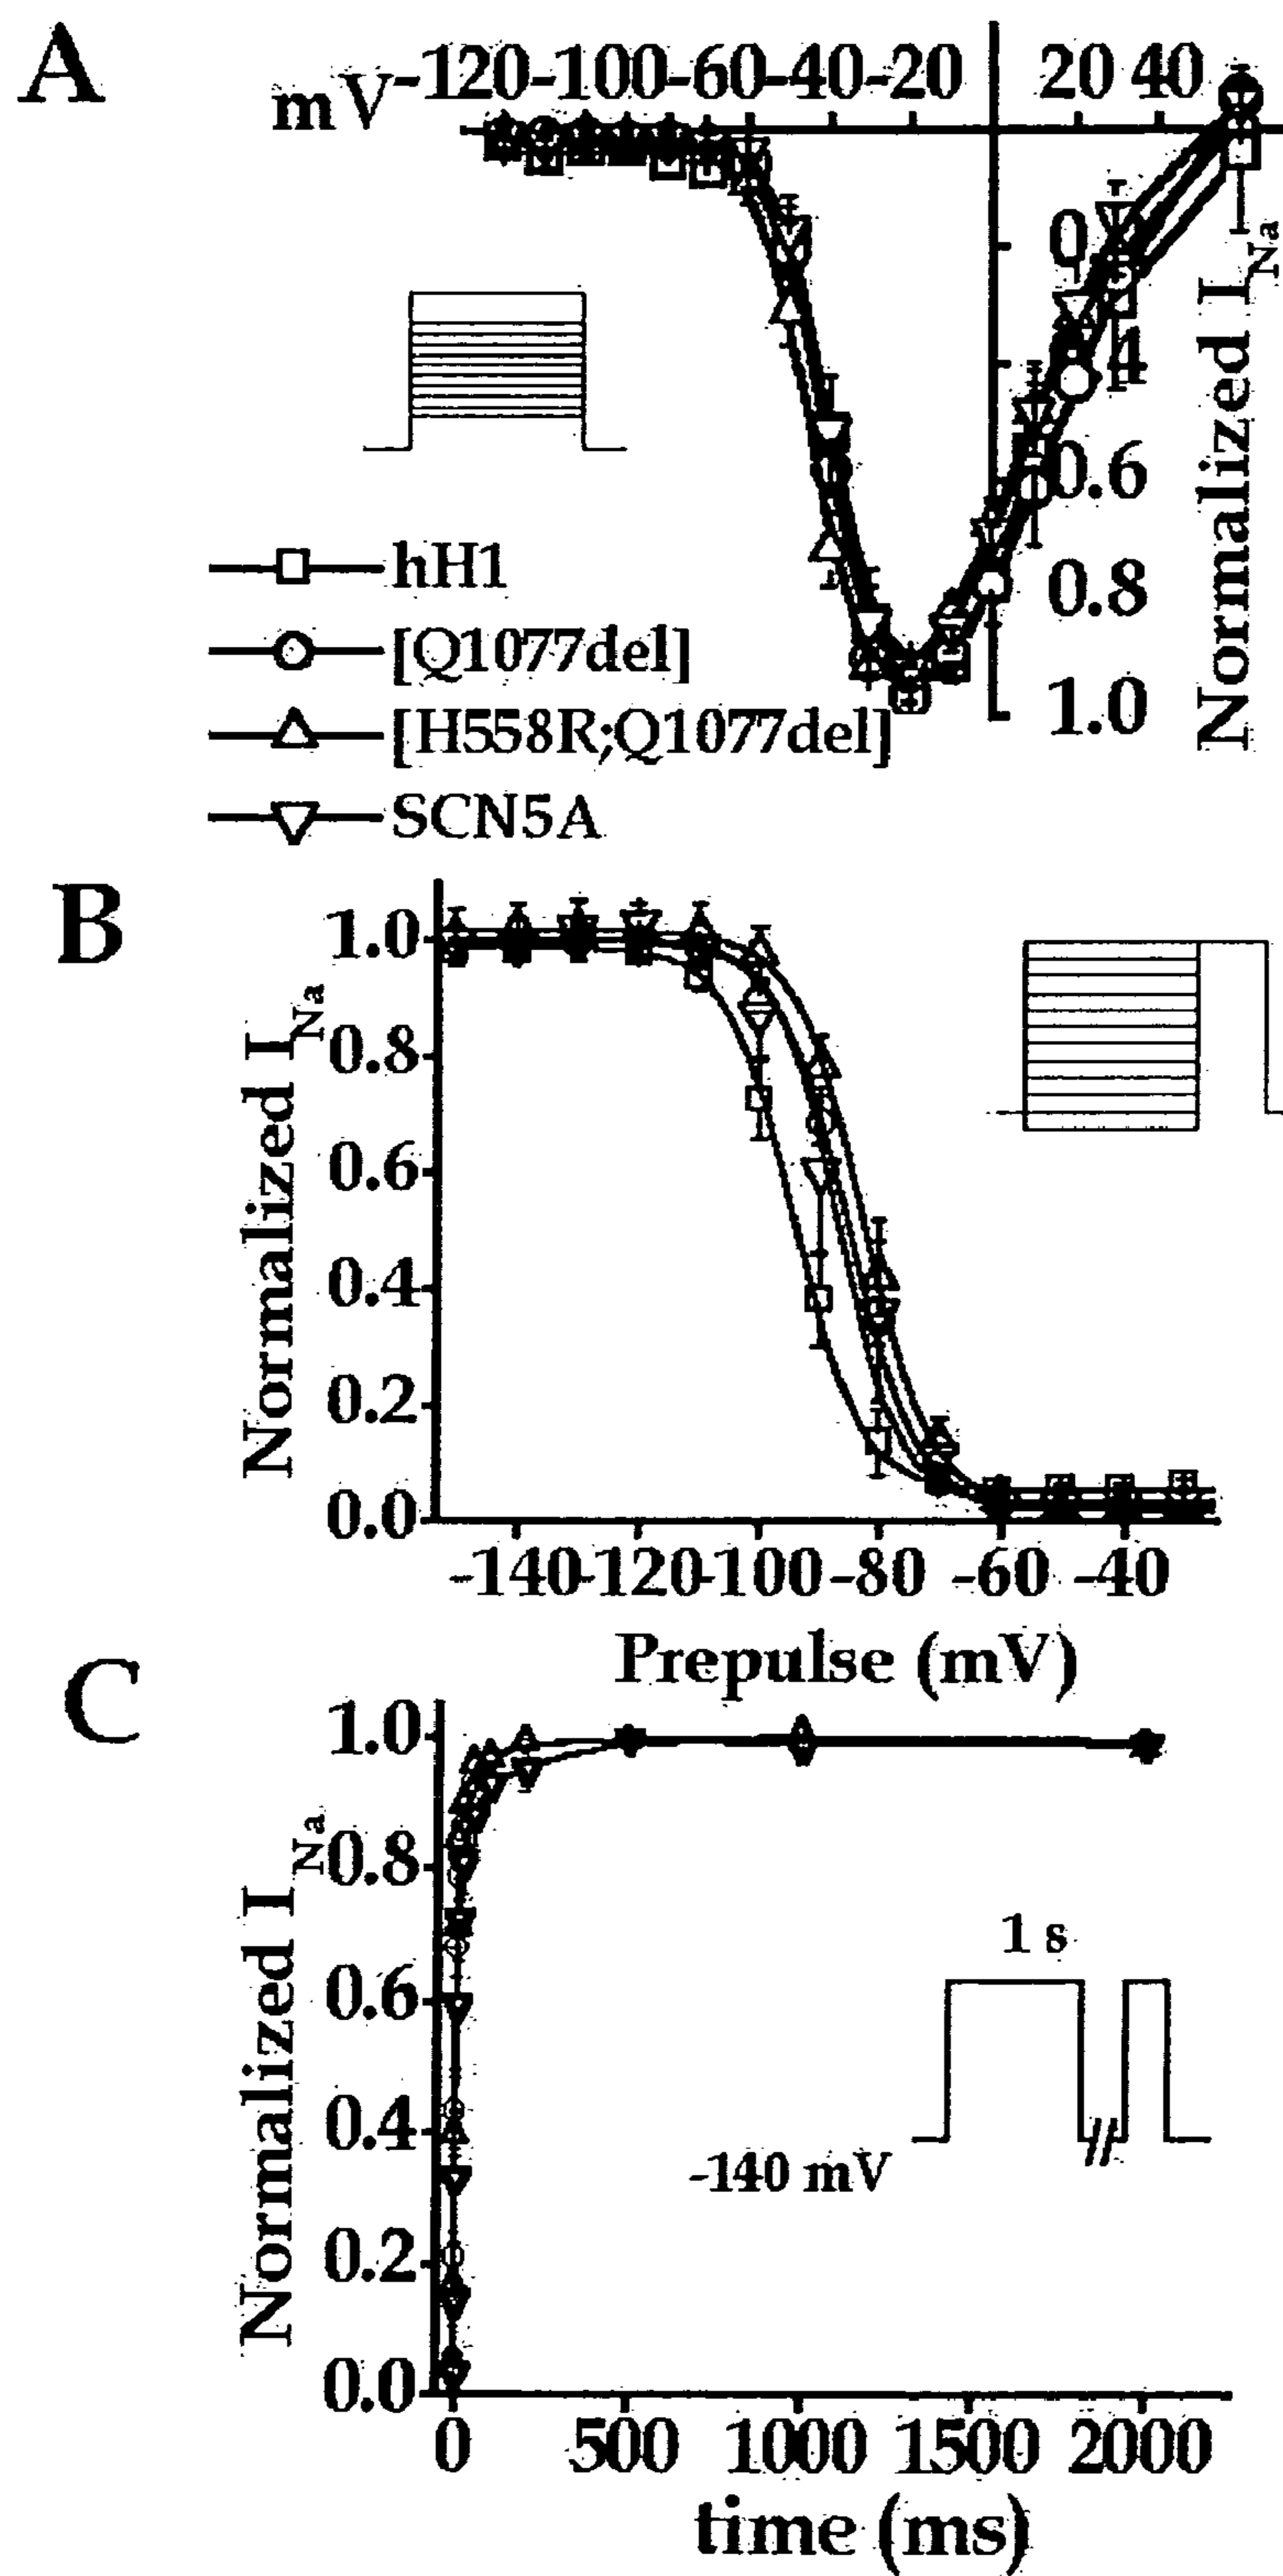 A
mV -120 -100 -60 -40 -20 20 40
0
4
0.6
0.8
1.0
Normalized I Na
hH1
[Q1077del]
[H558R;Q1077del]
SCN5A
B
1.0
0.8
0.6
0.4
0.2
0.0
Normalized I Na
-140 -120 -100 -80 -60 -40
Prepulse (mV)
C
1.0
0.8
0.6
0.4
0.2
0.0
Normalized I Na
1 s
-140 mV
0 500 1000 1500 2000
time (ms)